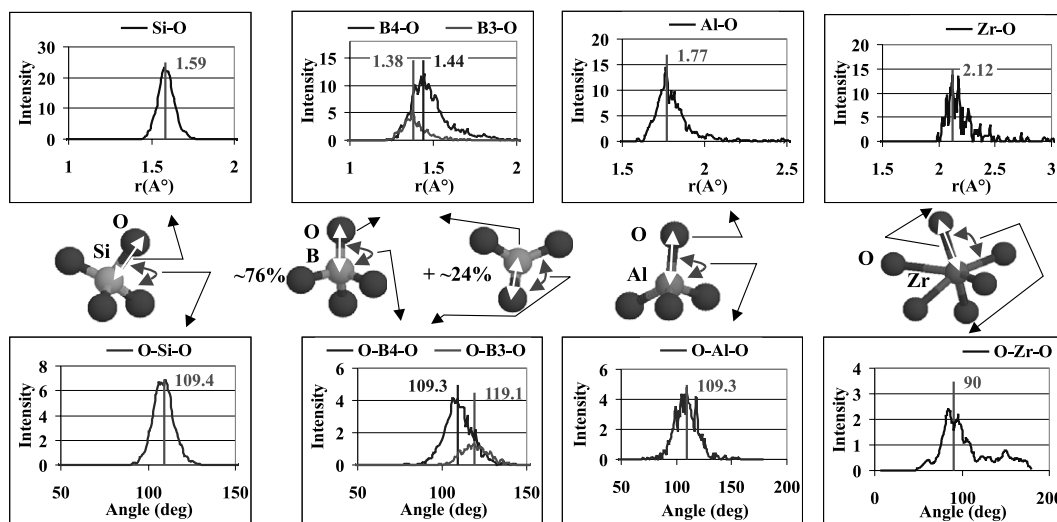 Si-O
Intensity
30
20
10
0
1.59
1
1.5
2
r(A°)
B4-O
B3-O
Intensity
15
10
5
0
1.38
1.44
1
1.5
2
r(A°)
Al-O
Intensity
20
15
10
5
0
1.77
1.5
2
2.5
r(A°)
Zr-O
Intensity
20
15
10
5
0
2.12
1.5
2
2.5
3
r(A°)
O
Si
~76%
O
B
+ ~24%
O
Al
O
Zr
O-Si-O
Intensity
8
6
4
2
0
109.4
50
100
150
Angle (deg)
O-B4-O
O-B3-O
Intensity
6
4
2
0
109.3
119.1
50
100
150
Angle (deg)
O-Al-O
Intensity
6
4
2
0
109.3
50
100
150
200
Angle (deg)
O-Zr-O
Intensity
4
3
2
1
0
90
0
100
200
Angle (deg)